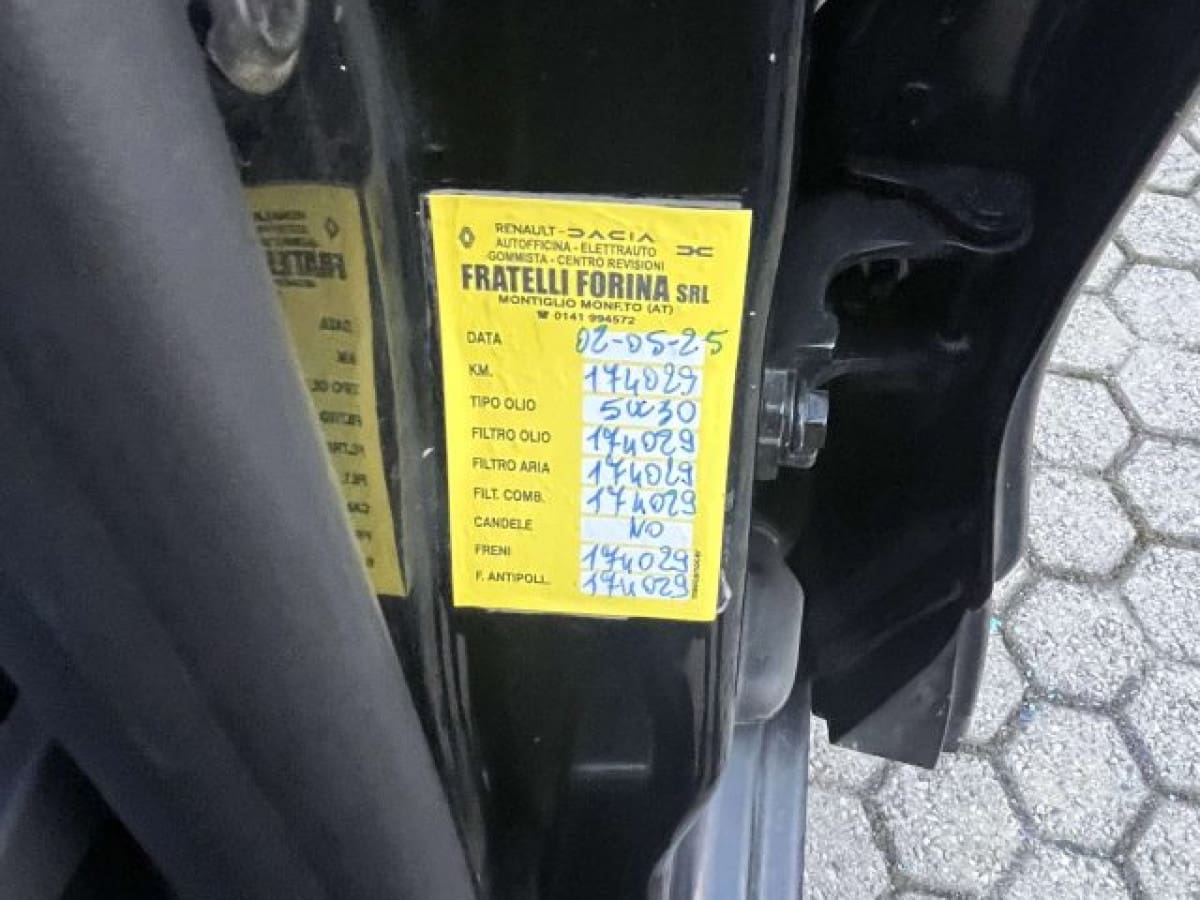 RENAULT - DACIA
AUTOFFICINA - ELETTRAUTO
GOMMISTA - CENTRO REVISIONI
FRATELLI FORINA SRL
MONTIGLIO MONF.TO (AT)
☎ 0141 994572
DATA 02-05-25
KM. 174029
TIPO OLIO 5W30
FILTRO OLIO 174029
FILTRO ARIA 174029
FILT. COMB. 174029
CANDELE NO
FRENI 174029
F. ANTIPOLL. 174029